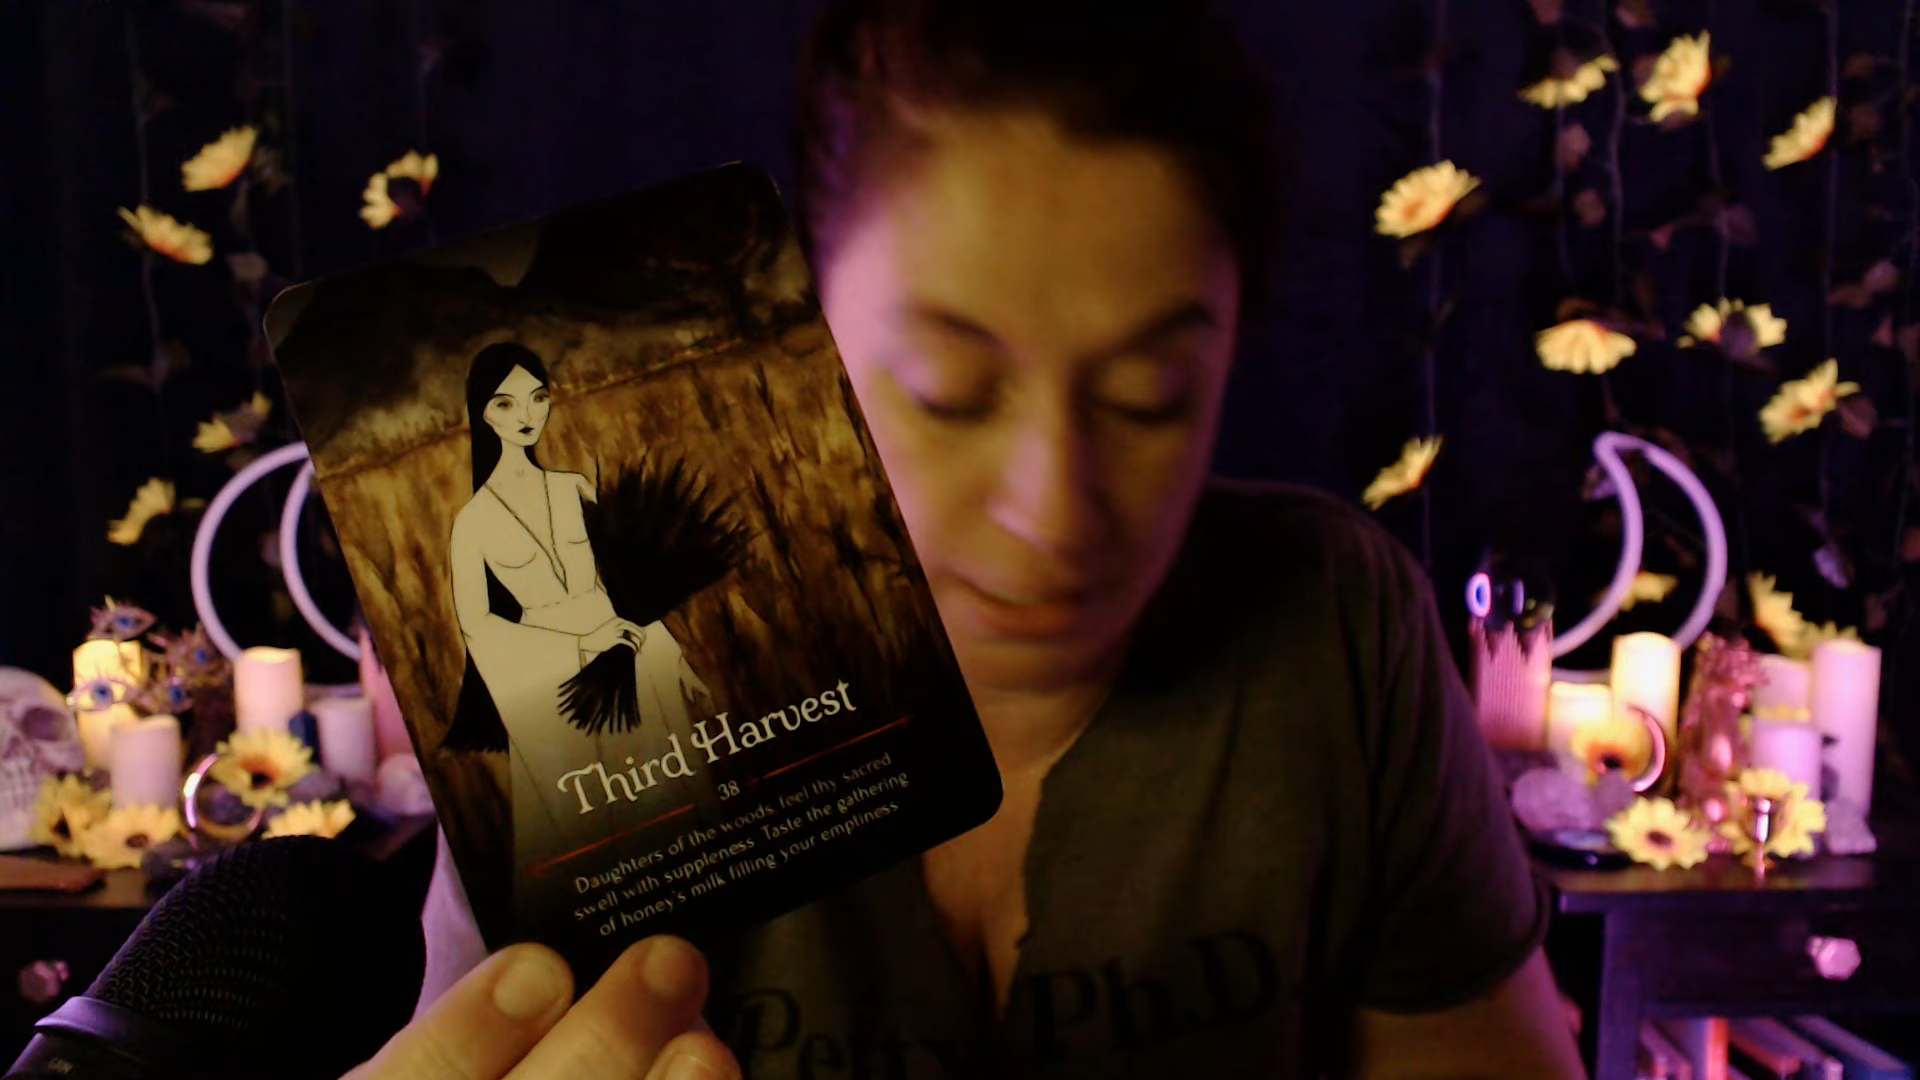 Third Harvest
38
Daughters of the woods, feel thy sacred
swell with suppleness. Taste the gathering
of honey's milk filling your emptiness
Petty Ph.D.